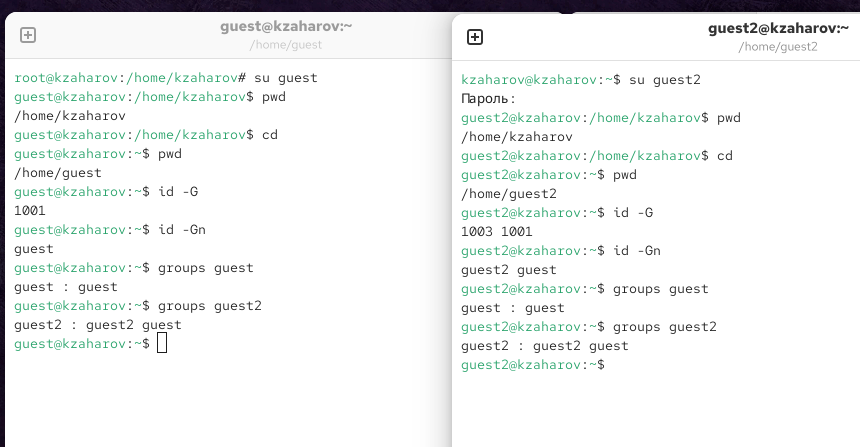 guest@kzaharov:~
/home/guest
root@kzaharov:/home/kzaharov# su guest
guest@kzaharov:/home/kzaharov$ pwd
/home/kzaharov
guest@kzaharov:/home/kzaharov$ cd
guest@kzaharov:~$ pwd
/home/guest
guest@kzaharov:~$ id -G
1001
guest@kzaharov:~$ id -Gn
guest
guest@kzaharov:~$ groups guest
guest : guest
guest@kzaharov:~$ groups guest2
guest2 : guest2 guest
guest@kzaharov:~$
guest2@kzaharov:~
/home/guest2
kzaharov@kzaharov:~$ su guest2
Пароль:
guest2@kzaharov:/home/kzaharov$ pwd
/home/kzaharov
guest2@kzaharov:/home/kzaharov$ cd
guest2@kzaharov:~$ pwd
/home/guest2
guest2@kzaharov:~$ id -G
1003 1001
guest2@kzaharov:~$ id -Gn
guest2 guest
guest2@kzaharov:~$ groups guest
guest : guest
guest2@kzaharov:~$ groups guest2
guest2 : guest2 guest
guest2@kzaharov:~$